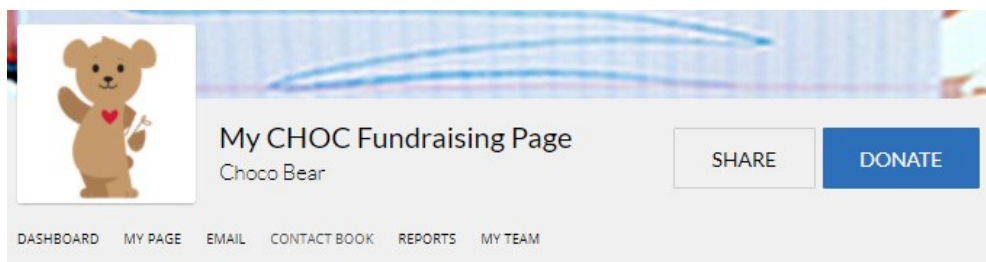 My CHOC Fundraising Page
Choco Bear
SHARE
DONATE
DASHBOARD MY PAGE EMAIL CONTACT BOOK REPORTS MY TEAM